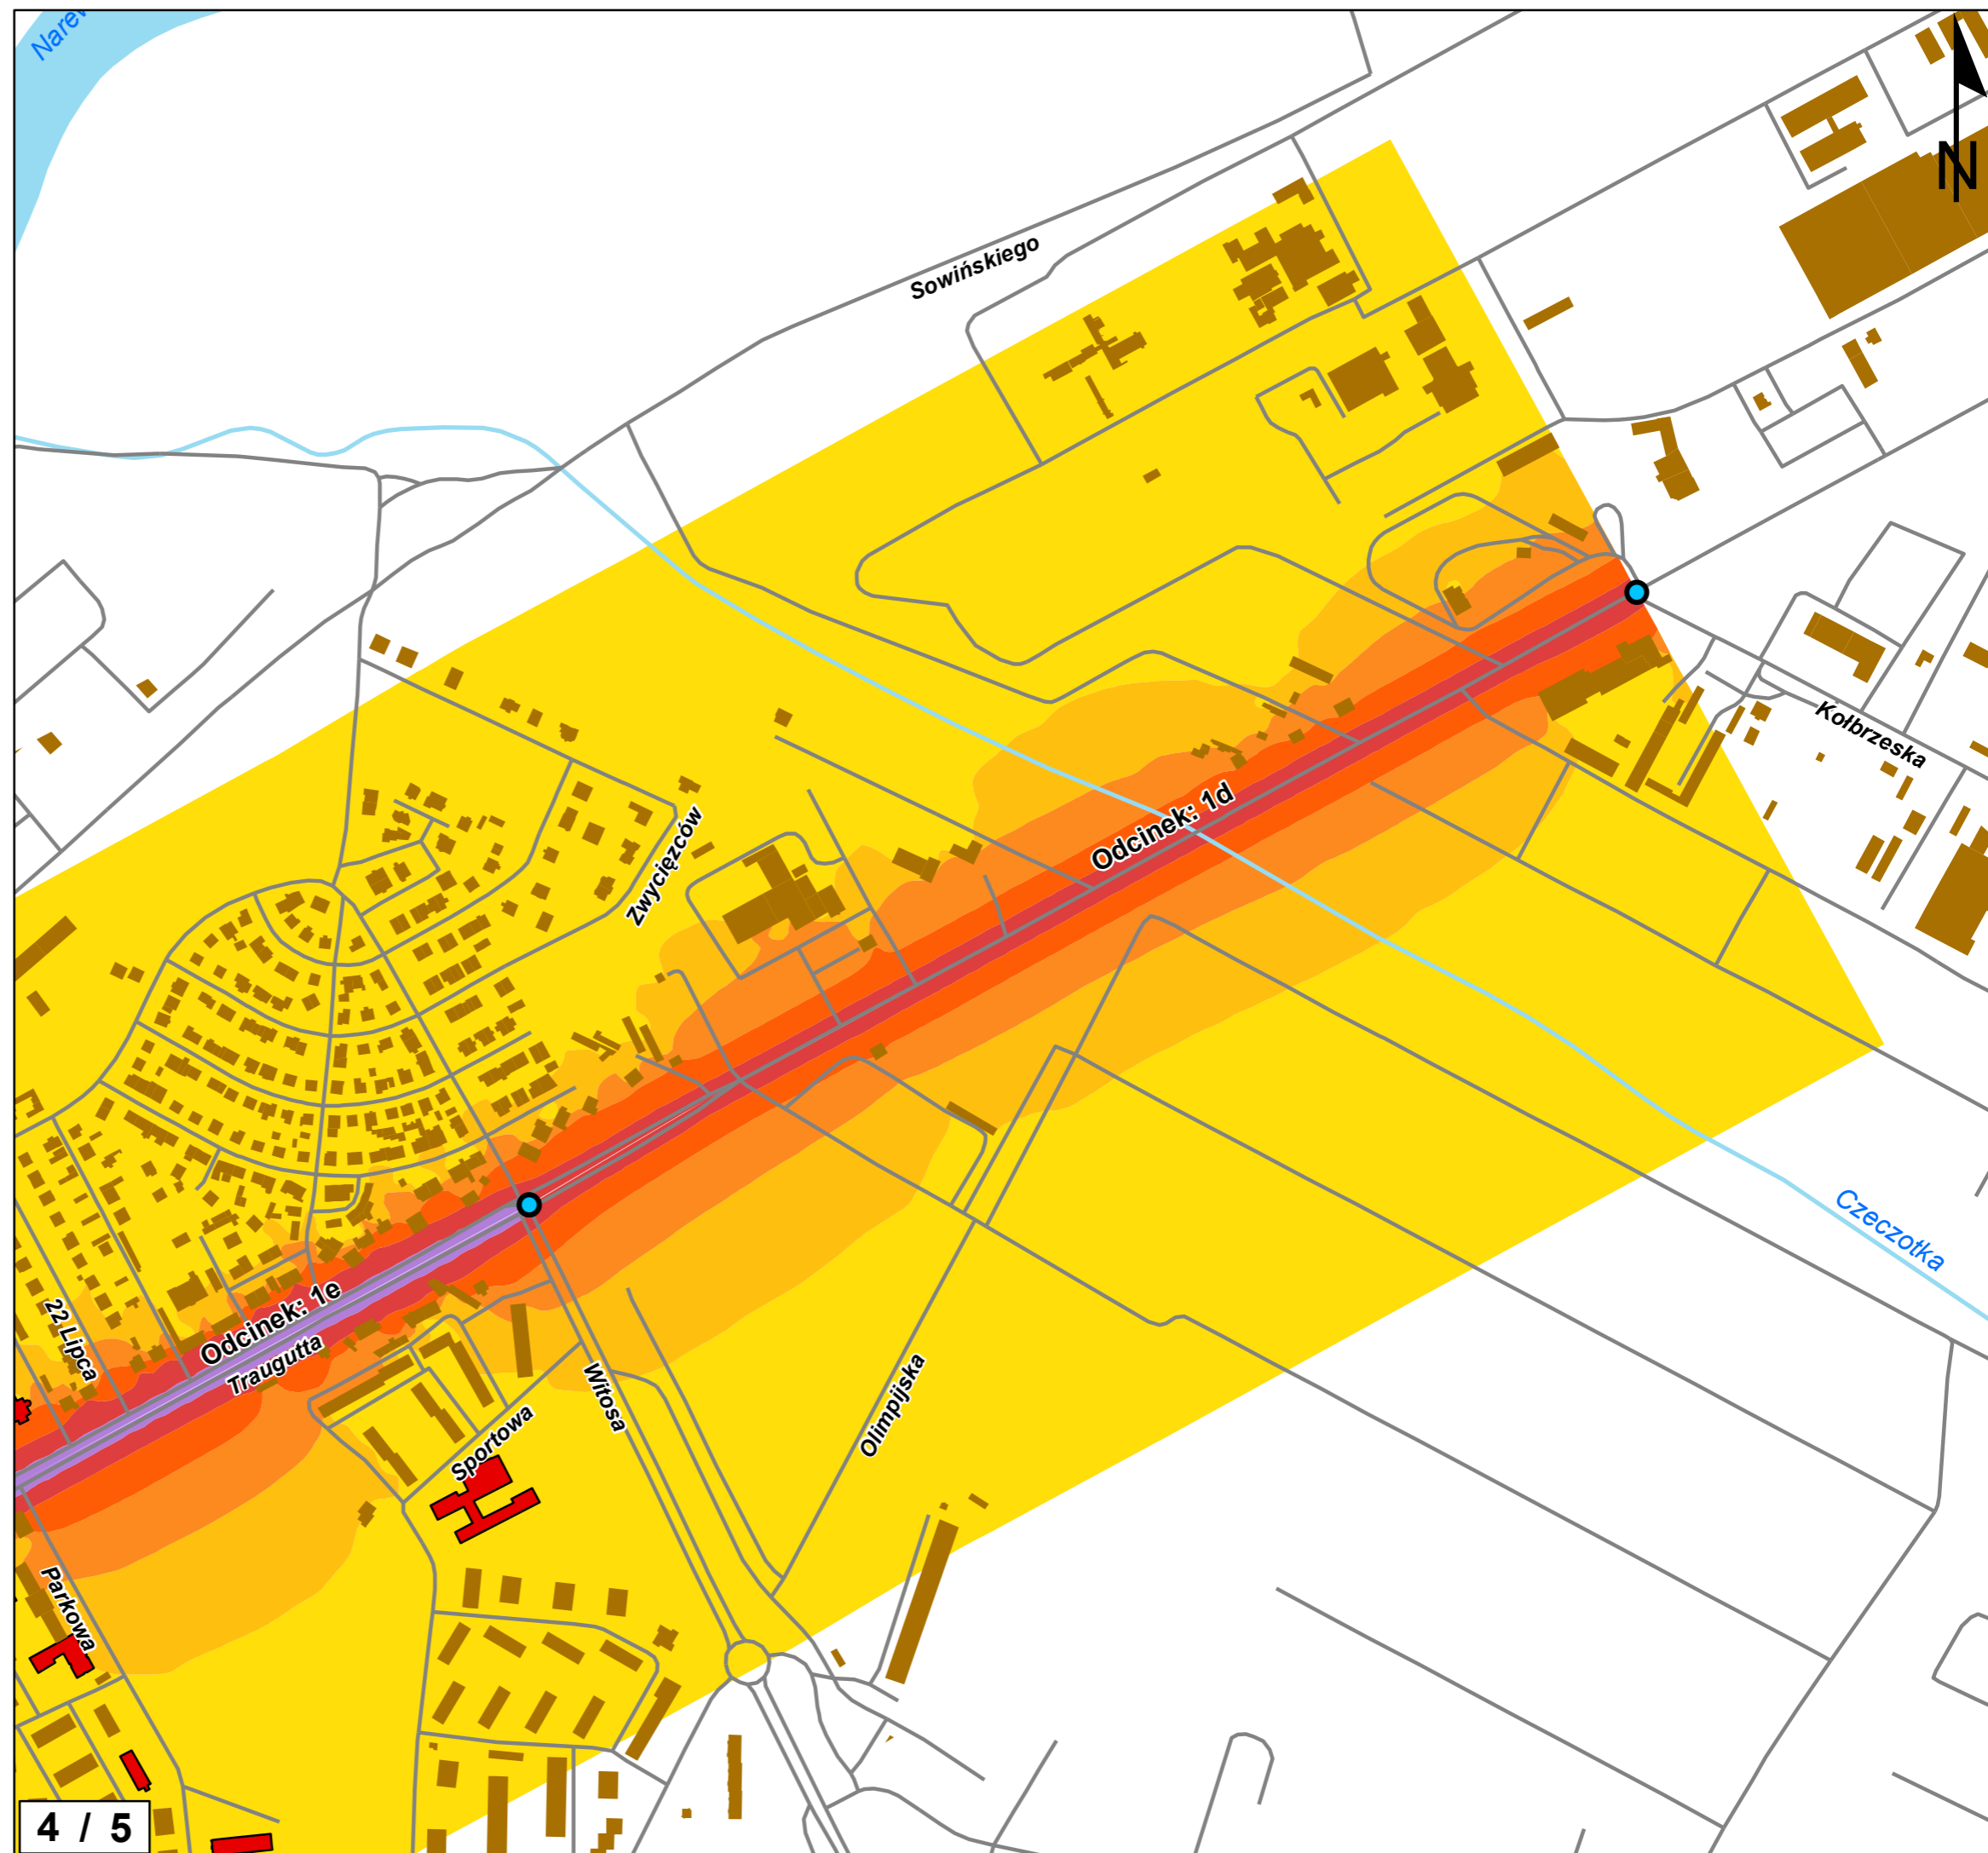 Narew
N
Sowińskiego
Kołbrzeska
Odcinek: 1d
Zwycięzców
Czeczotka
Odcinek: 1e
Traugutta
22 Lipca
Witosa
Olimpijska
Sportowa
Parkowa
4 / 5